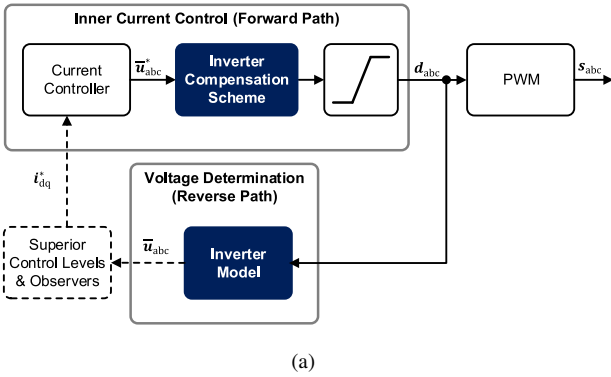 Inner Current Control (Forward Path)
Current
Controller
u̅*abc
Inverter
Compensation
Scheme
dabc
PWM
sabc
i*dq
Voltage Determination
(Reverse Path)
Superior
Control Levels
& Observers
u̅abc
Inverter
Model
(a)